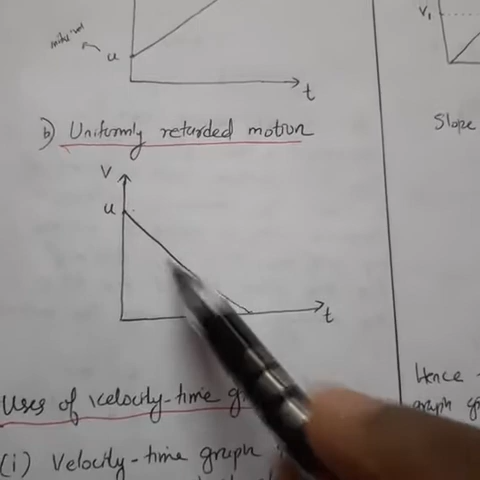 u
t
b) Uniformly retarded motion
V
u
t
Uses of velocity-time
(i) Velocity-time graph
V₁
Slope
Hence
graph